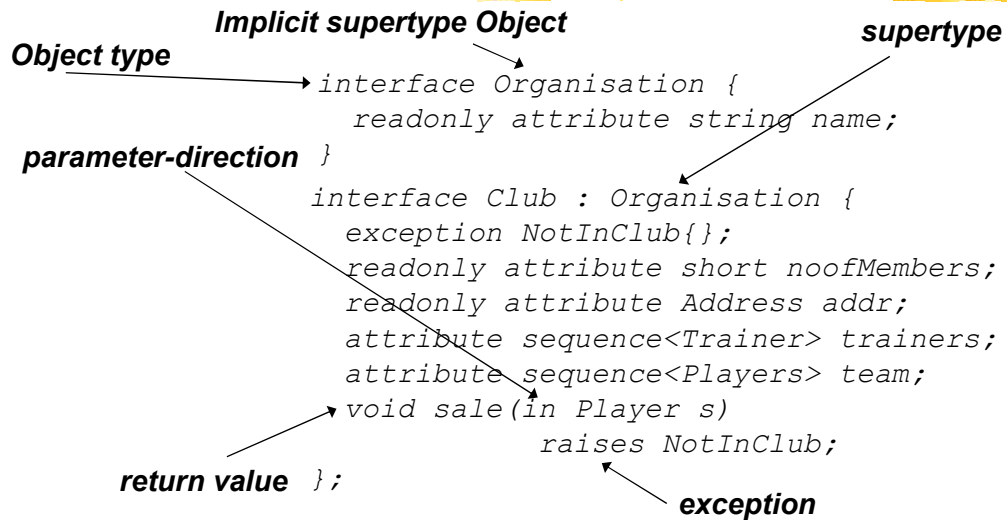 Implicit supertype Object
supertype
Object type
interface Organisation {
readonly attribute string name;
parameter-direction }
interface Club : Organisation {
exception NotInClub{};
readonly attribute short noofMembers;
readonly attribute Address addr;
attribute sequence<Trainer> trainers;
attribute sequence<Players> team;
void sale(in Player s)
raises NotInClub;
return value };
exception